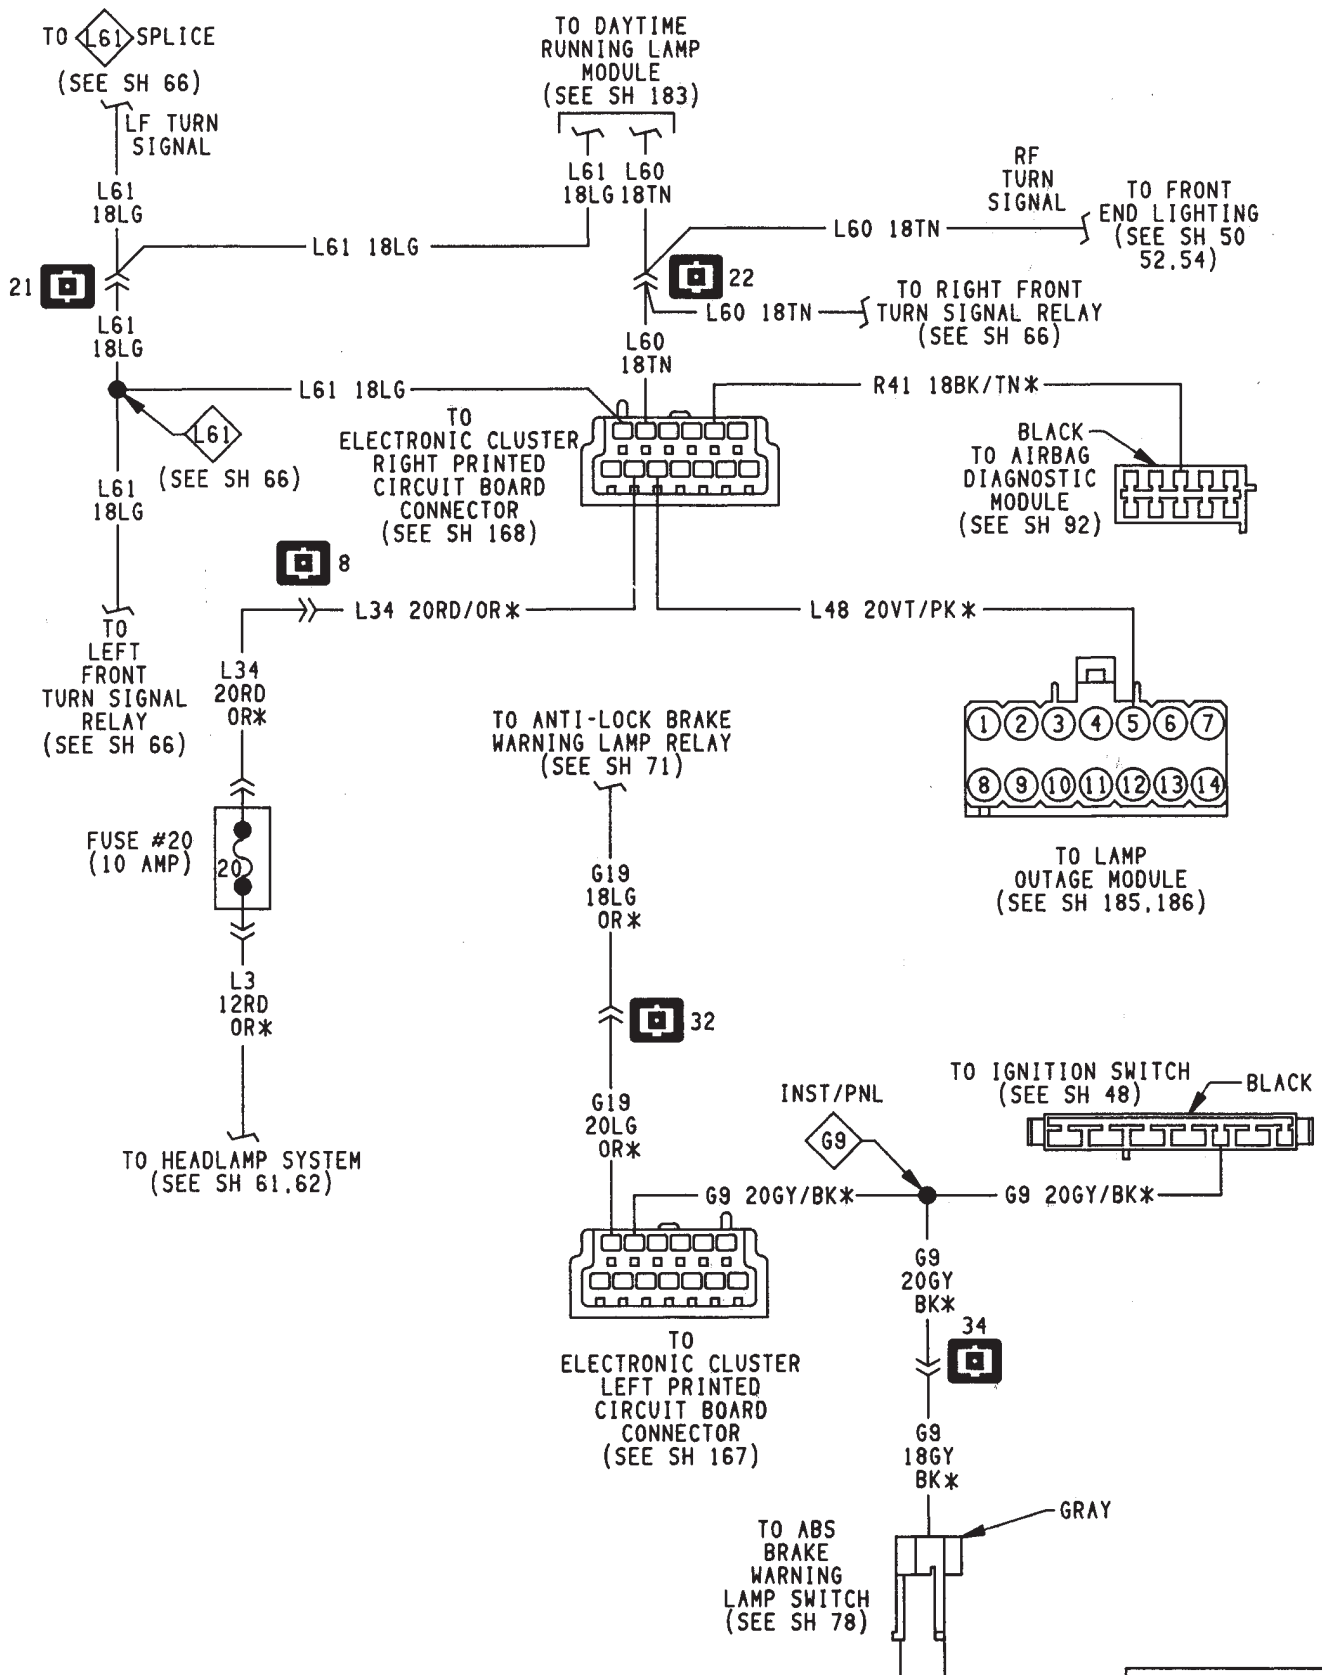 TO L61 SPLICE
(SEE SH 66)
LF TURN
SIGNAL
L61
18LG
TO DAYTIME
RUNNING LAMP
MODULE
(SEE SH 183)
L61 L60
18LG 18TN
RF
TURN
SIGNAL
TO FRONT
END LIGHTING
(SEE SH 50
52,54)
L60 18TN
L61 18LG
21
22
TO RIGHT FRONT
TURN SIGNAL RELAY
(SEE SH 66)
L60 18TN
L61
18LG
L60
18TN
L61 18LG
R41 18BK/TN*
L61
(SEE SH 66)
TO
ELECTRONIC CLUSTER
RIGHT PRINTED
CIRCUIT BOARD
CONNECTOR
(SEE SH 168)
BLACK
TO AIRBAG
DIAGNOSTIC
MODULE
(SEE SH 92)
L61
18LG
8
L34 20RD/OR*
L48 20VT/PK*
TO
LEFT
FRONT
TURN SIGNAL
RELAY
(SEE SH 66)
L34
20RD
OR*
1 2 3 4 5 6 7
8 9 10 11 12 13 14
TO LAMP
OUTAGE MODULE
(SEE SH 185,186)
TO ANTI-LOCK BRAKE
WARNING LAMP RELAY
(SEE SH 71)
FUSE #20
(10 AMP)
20
G19
18LG
OR*
L3
12RD
OR*
32
TO HEADLAMP SYSTEM
(SEE SH 61,62)
G19
20LG
OR*
INST/PNL
G9
TO IGNITION SWITCH
(SEE SH 48)
BLACK
G9 20GY/BK*
G9 20GY/BK*
G9
20GY
BK*
34
TO
ELECTRONIC CLUSTER
LEFT PRINTED
CIRCUIT BOARD
CONNECTOR
(SEE SH 167)
G9
18GY
BK*
GRAY
TO ABS
BRAKE
WARNING
LAMP SWITCH
(SEE SH 78)